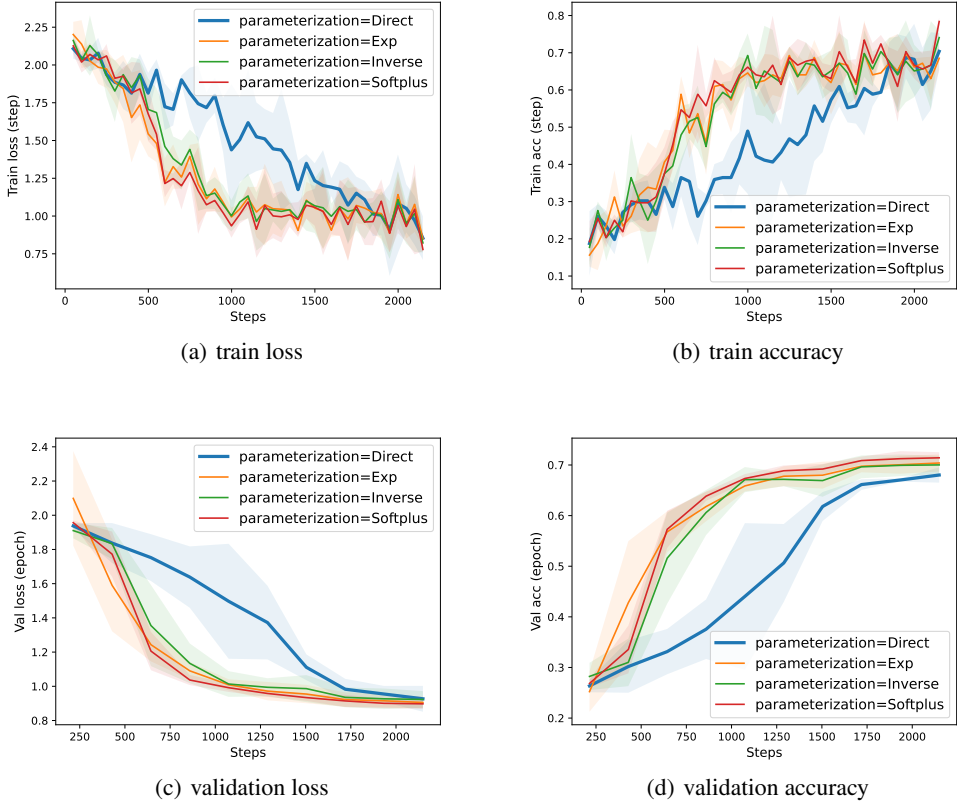 2.25
2.00
1.75
1.50
1.25
1.00
0.75
Train loss (step)
parameterization=Direct
parameterization=Exp
parameterization=Inverse
parameterization=Softplus
0 500 1000 1500 2000
Steps
(a) train loss
0.8
0.7
0.6
0.5
0.4
0.3
0.2
0.1
Train acc (step)
parameterization=Direct
parameterization=Exp
parameterization=Inverse
parameterization=Softplus
0 500 1000 1500 2000
Steps
(b) train accuracy
2.4
2.2
2.0
1.8
1.6
1.4
1.2
1.0
0.8
Val loss (epoch)
parameterization=Direct
parameterization=Exp
parameterization=Inverse
parameterization=Softplus
250 500 750 1000 1250 1500 1750 2000
Steps
(c) validation loss
0.7
0.6
0.5
0.4
0.3
0.2
Val acc (epoch)
parameterization=Direct
parameterization=Exp
parameterization=Inverse
parameterization=Softplus
250 500 750 1000 1250 1500 1750 2000
Steps
(d) validation accuracy